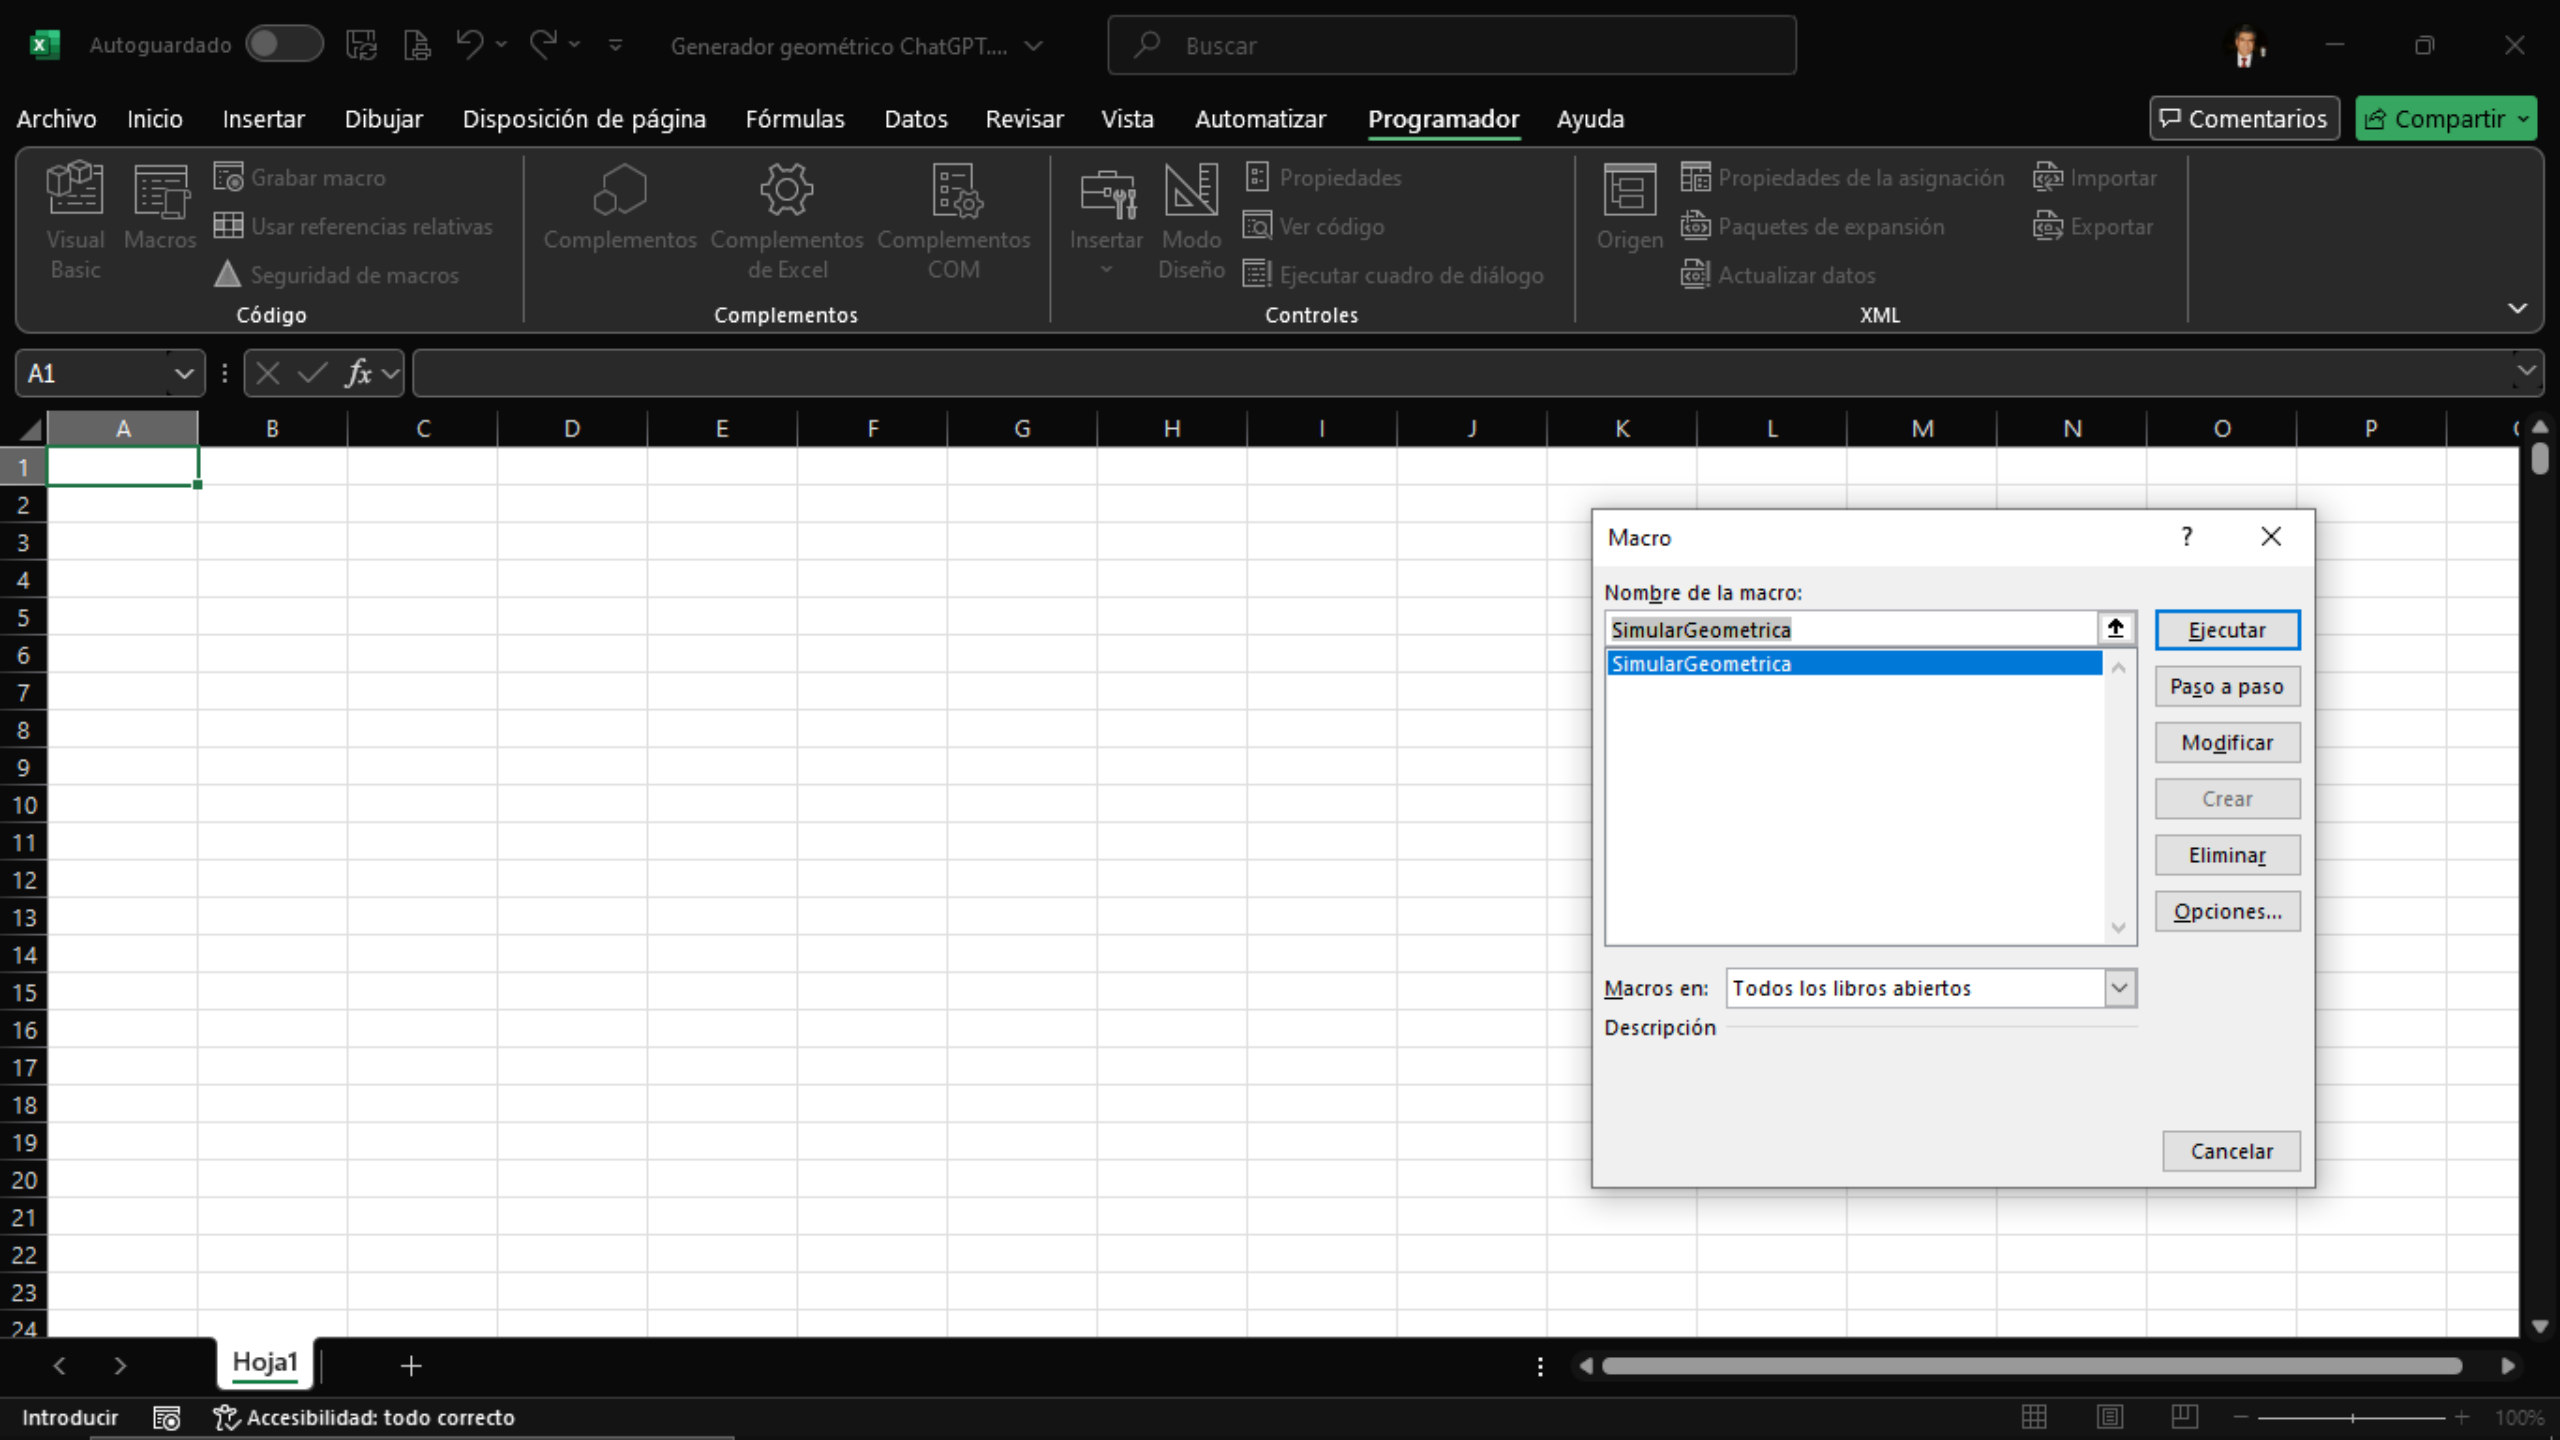 Autoguardado
Generador geométrico ChatGPT....
Buscar
Archivo Inicio Insertar Dibujar Disposición de página Fórmulas Datos Revisar Vista Automatizar Programador Ayuda
Comentarios Compartir
Visual Basic
Macros
Grabar macro
Usar referencias relativas
Seguridad de macros
Código
Complementos
Complementos de Excel
Complementos COM
Complementos
Insertar
Modo Diseño
Propiedades
Ver código
Ejecutar cuadro de diálogo
Controles
Origen
Propiedades de la asignación
Paquetes de expansión
Actualizar datos
Importar
Exportar
XML
A1
fx
A B C D E F G H I J K L M N O P
1
2
3
4
5
6
7
8
9
10
11
12
13
14
15
16
17
18
19
20
21
22
23
24
Macro ?
Nombre de la macro:
SimularGeometrica
SimularGeometrica
Ejecutar
Paso a paso
Modificar
Crear
Eliminar
Opciones...
Macros en: Todos los libros abiertos
Descripción
Cancelar
Hoja1
Introducir
Accesibilidad: todo correcto
100%